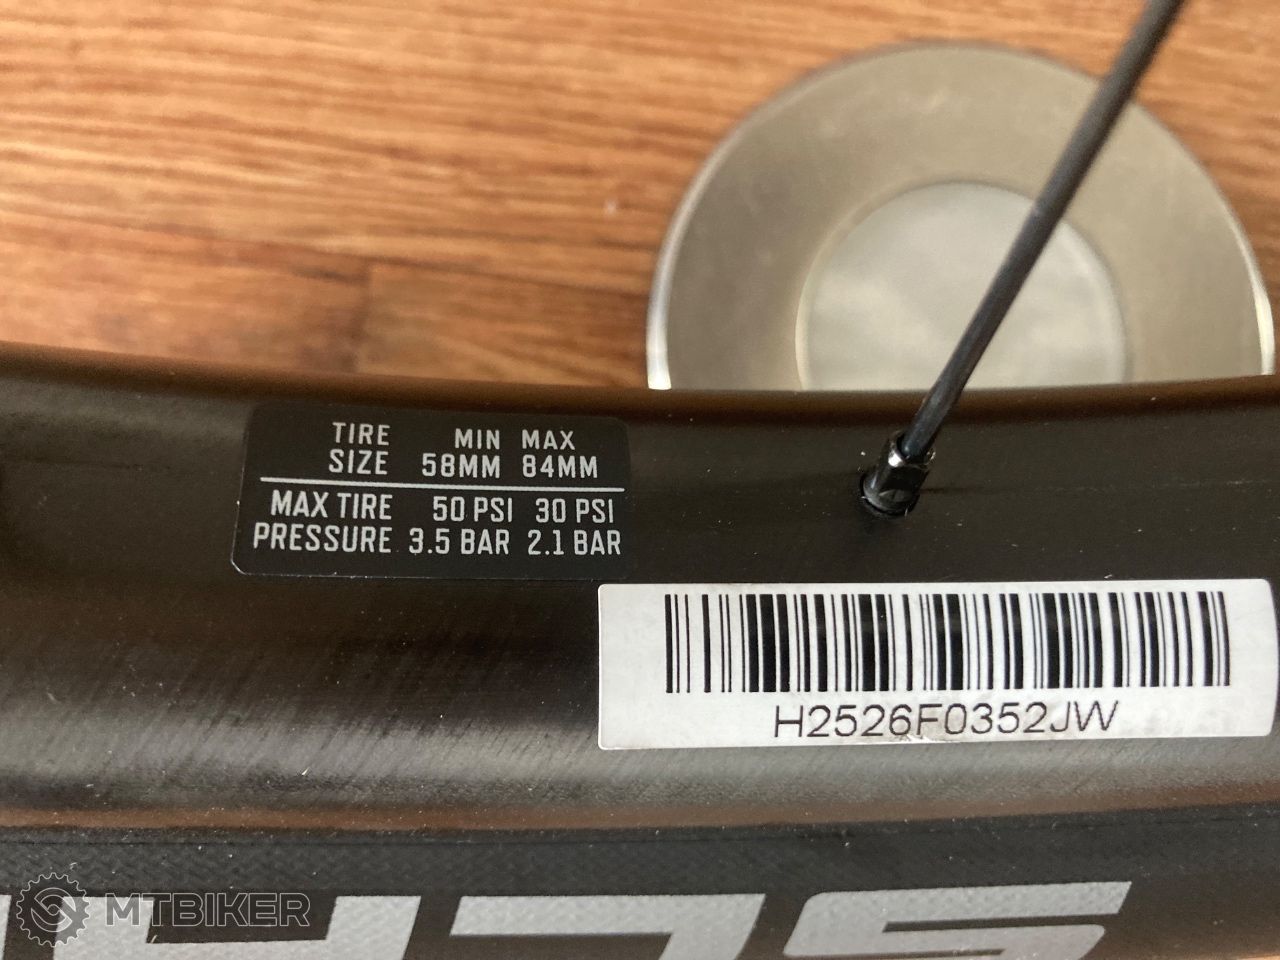 TIRE MIN MAX
SIZE 58MM 84MM
MAX TIRE 50 PSI 30 PSI
PRESSURE 3.5 BAR 2.1 BAR
H2526F0352JW
MTBIKER